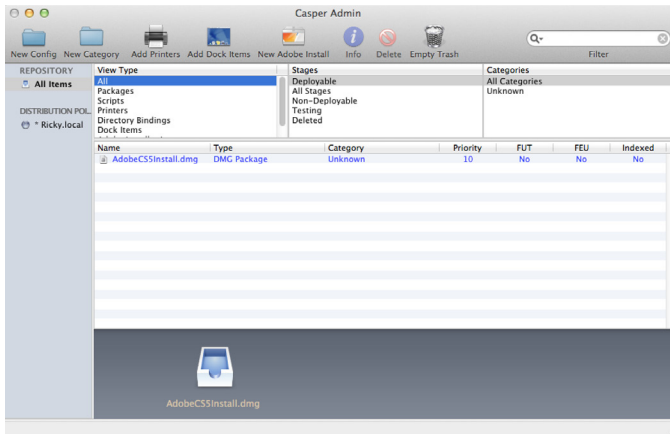 Casper Admin
New Config New Category Add Printers Add Dock Items New Adobe Install Info Delete Empty Trash Filter
REPOSITORY
All Items
DISTRIBUTION POI...
* Ricky.local
View Type
All
Packages
Scripts
Printers
Directory Bindings
Dock Items
Stages
Deployable
All Stages
Non-Deployable
Testing
Deleted
Categories
All Categories
Unknown
Name Type Category Priority FUT FEU Indexed
AdobeCS5Install.dmg DMG Package Unknown 10 No No No
AdobeCS5Install.dmg